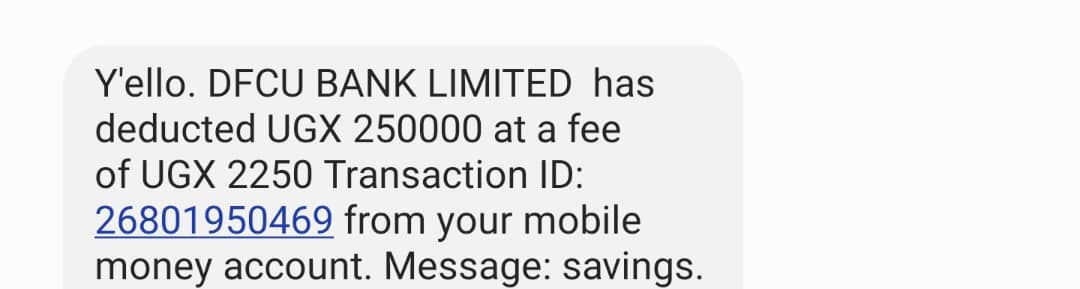 Y'ello. DFCU BANK LIMITED  has
deducted UGX 250000 at a fee
of UGX 2250 Transaction ID:
26801950469 from your mobile
money account. Message: savings.